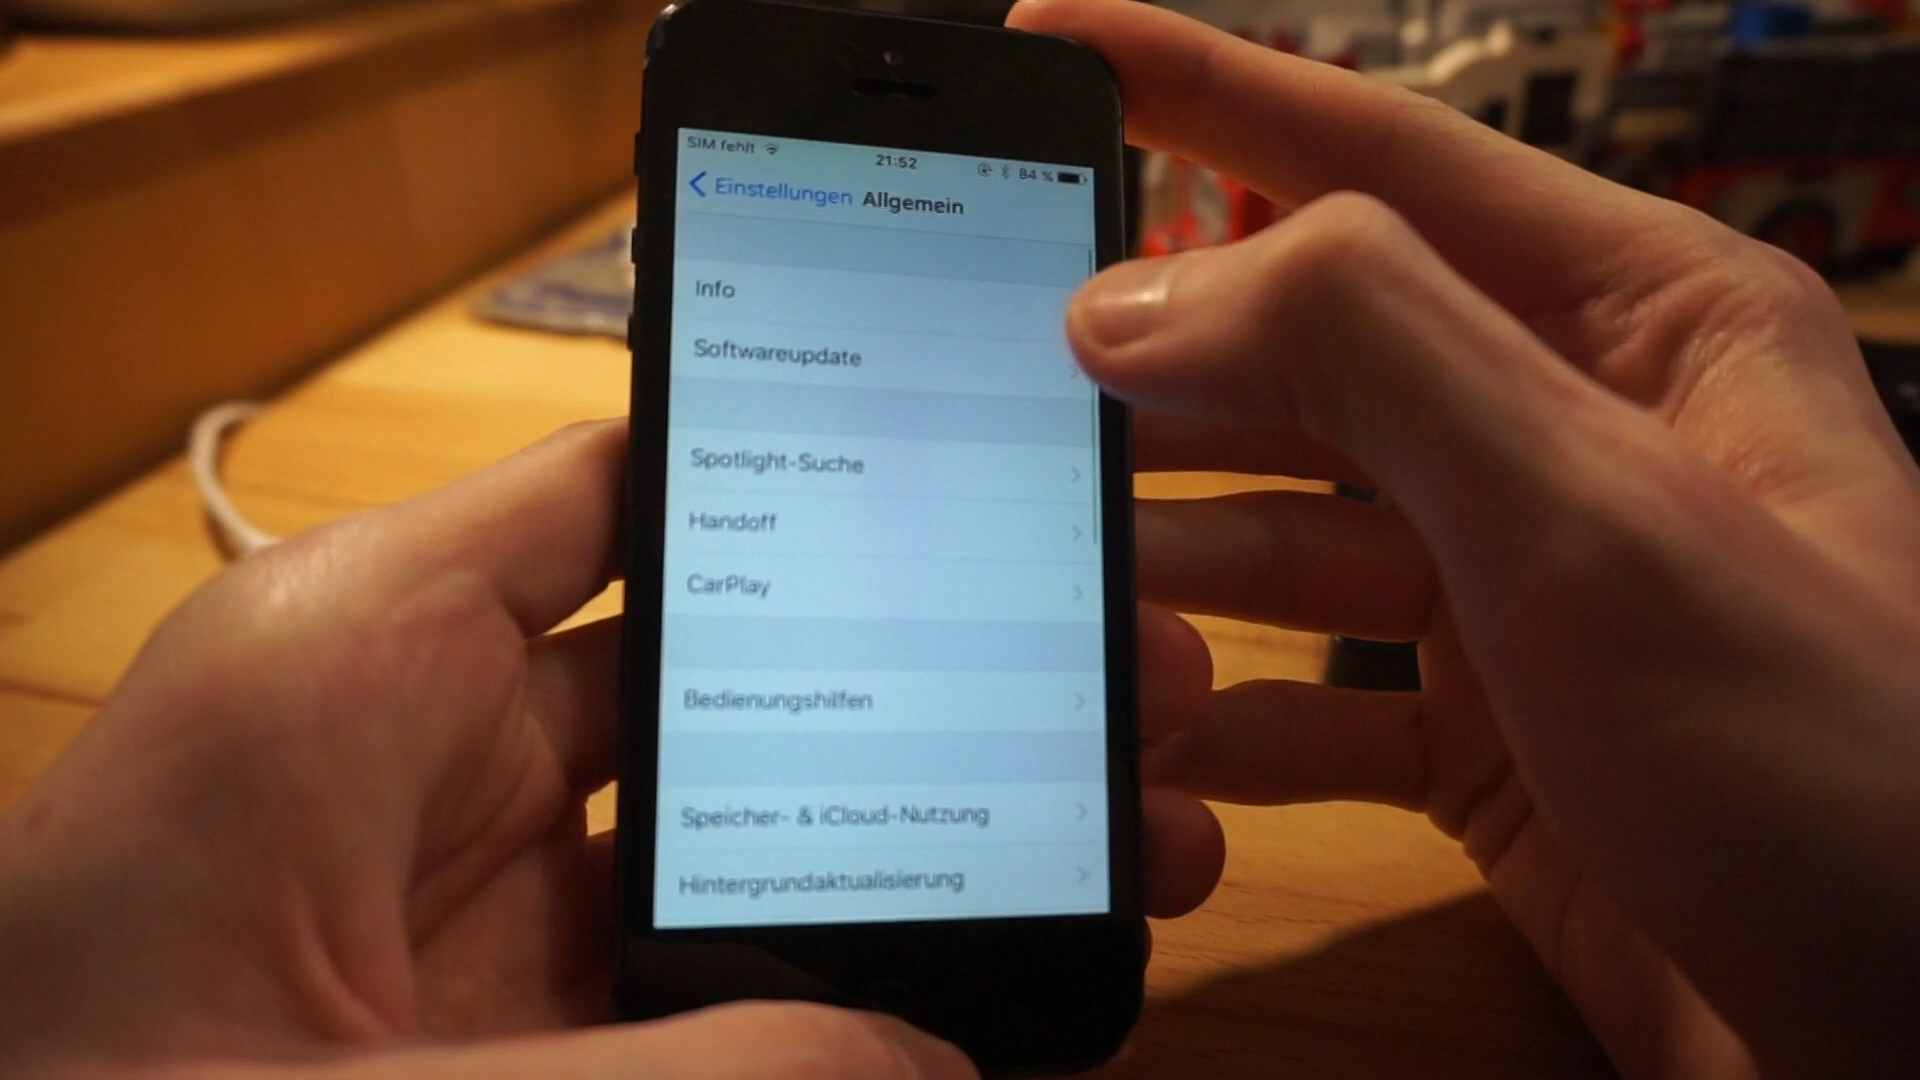 SIM fehlt
21:52
84 %
Einstellungen
Allgemein
Info
Softwareupdate
Spotlight-Suche
Handoff
CarPlay
Bedienungshilfen
Speicher- & iCloud-Nutzung
Hintergrundaktualisierung